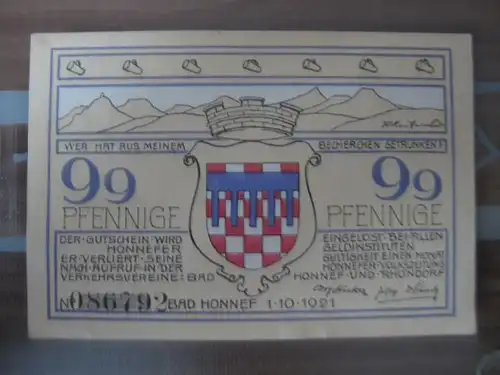 WER HAT AUS MEINEM BECHERCHEN GETRUNKEN?
99 99
PFENNIGE PFENNIGE
DER GUTSCHEIN WIRD EINGELÖST BEI ALLEN
HONNEFER GELDINSTITUTEN
ER VERLIERT SEINE GÜLTIGKEIT EINEN MONAT
NACH AUFRUF IN DER HONNEFER VOLKSZEITUNG
VERKEHRSVEREINE: BAD HONNEF UND RHÖNDORF
No 086792 BAD HONNEF 1·10·1921